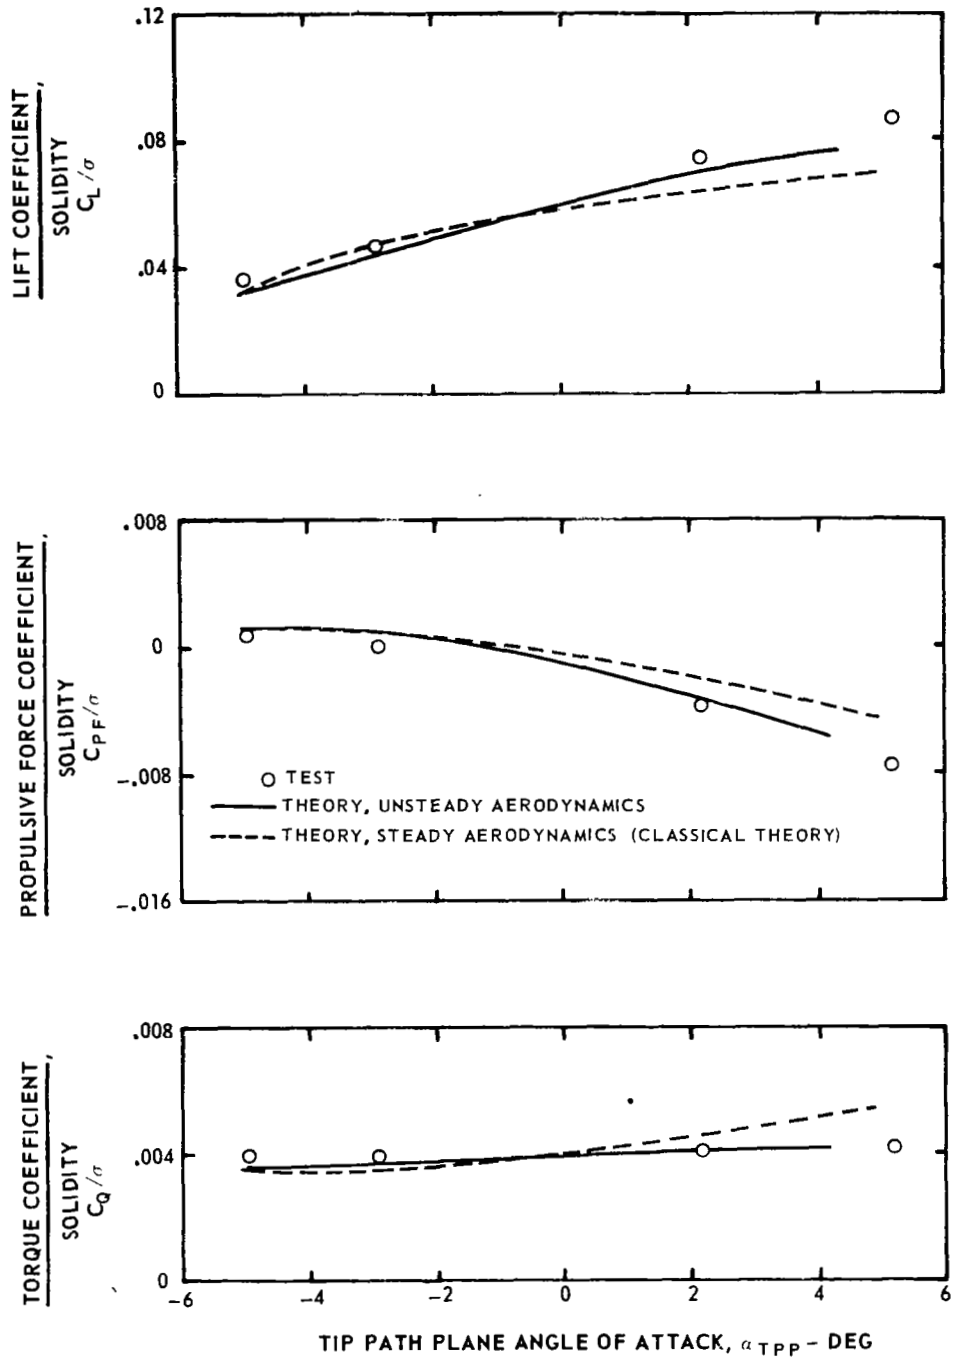 .12
.08
.04
0
LIFT COEFFICIENT,
SOLIDITY
C_L/σ
.008
0
-.008
-.016
PROPULSIVE FORCE COEFFICIENT,
SOLIDITY
C_PF/σ
TEST
THEORY, UNSTEADY AERODYNAMICS
THEORY, STEADY AERODYNAMICS (CLASSICAL THEORY)
.008
.004
0
TORQUE COEFFICIENT,
SOLIDITY
C_Q/σ
-6 -4 -2 0 2 4 6
TIP PATH PLANE ANGLE OF ATTACK, α_TPP - DEG